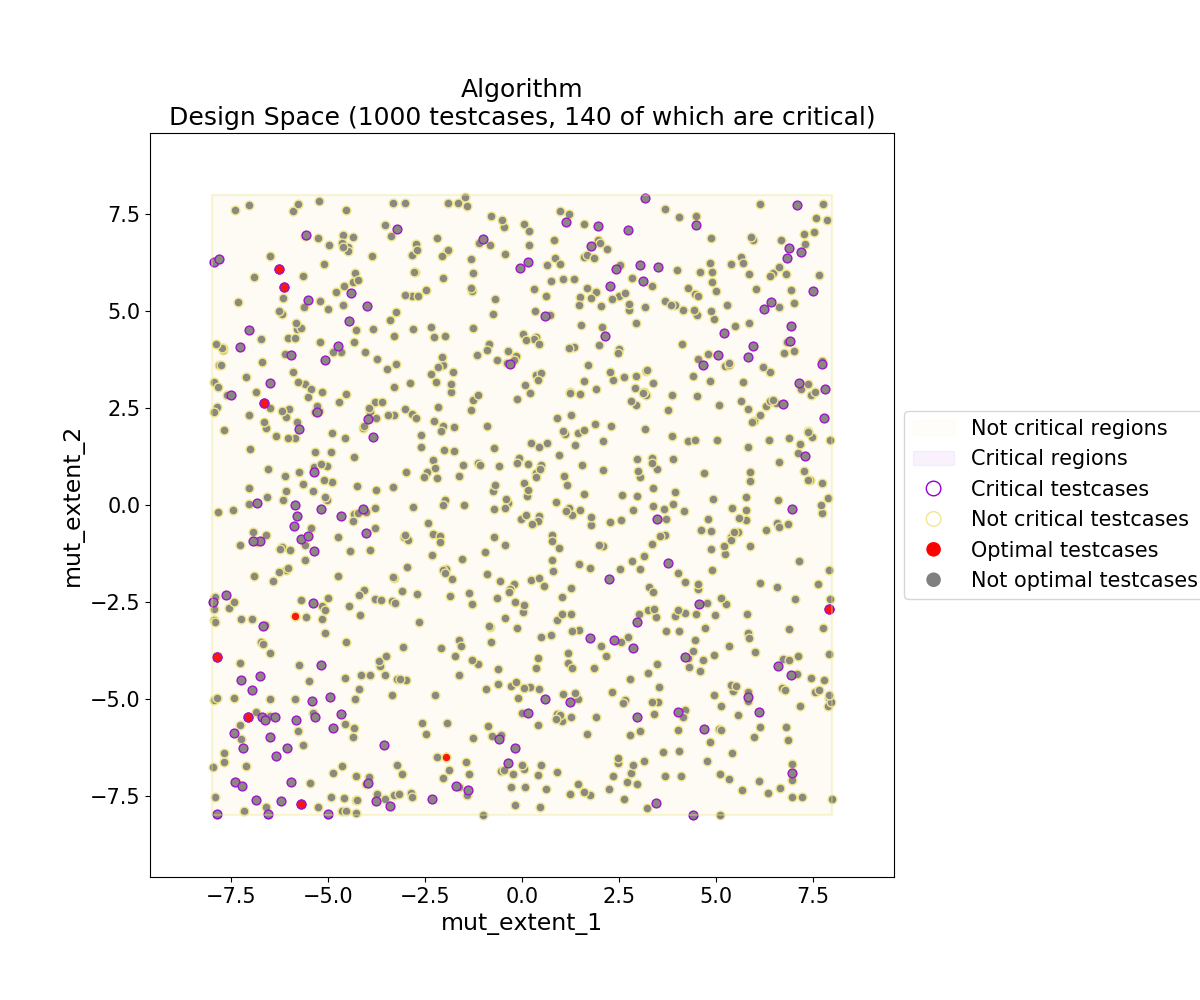 Algorithm
Design Space (1000 testcases, 140 of which are critical)
7.5
5.0
2.5
0.0
−2.5
−5.0
−7.5
mut_extent_2
−7.5
−5.0
−2.5
0.0
2.5
5.0
7.5
mut_extent_1
Not critical regions
Critical regions
Critical testcases
Not critical testcases
Optimal testcases
Not optimal testcases